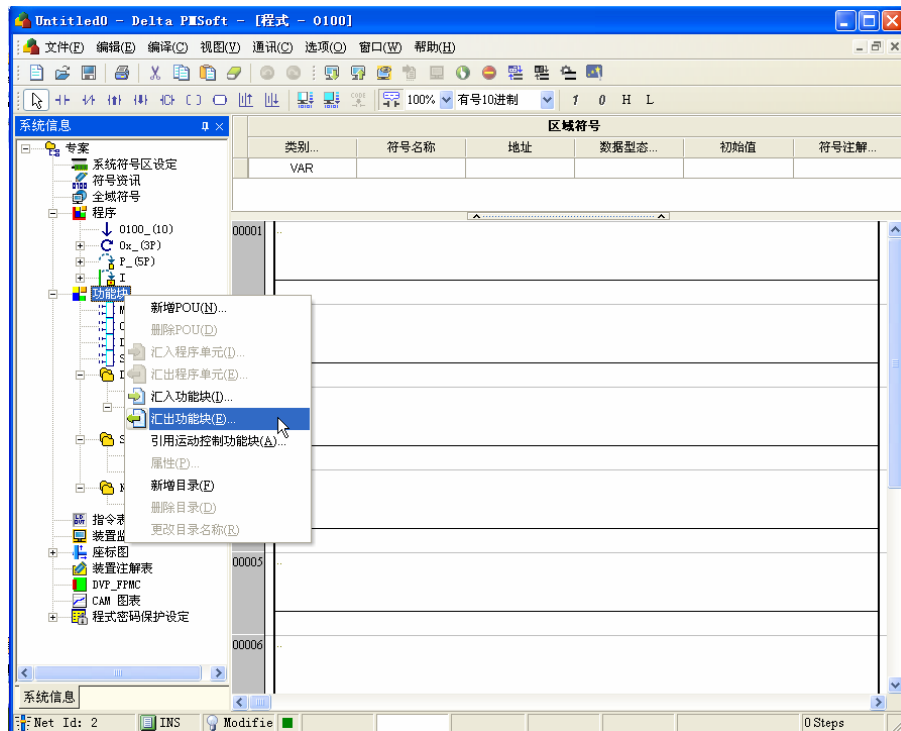 Untitled0 - Delta PMSoft - [程式 - O100]
文件(F) 编辑(E) 编译(C) 视图(V) 通讯(C) 选项(O) 窗口(W) 帮助(H)
100% 有号10进制 1 0 H L
系统信息
专案
系统符号区设定
符号资讯
全域符号
程序
O100_(10)
Ox_(3P)
P_(5P)
I
功能块
指令表
装置监
座标图
装置注解表
DVP_FPMC
CAM 图表
程式密码保护设定
系统信息
新增POU(N)...
删除POU(D)
汇入程序单元(I)...
汇出程序单元(E)...
汇入功能块(I)...
汇出功能块(E)...
引用运动控制功能块(A)...
属性(P)...
新增目录(F)
删除目录(D)
更改目录名称(R)
区域符号
类别... 符号名称 地址 数据型态... 初始值 符号注解...
VAR
00001
00005
00006
Net Id: 2 INS Modifie 0 Steps